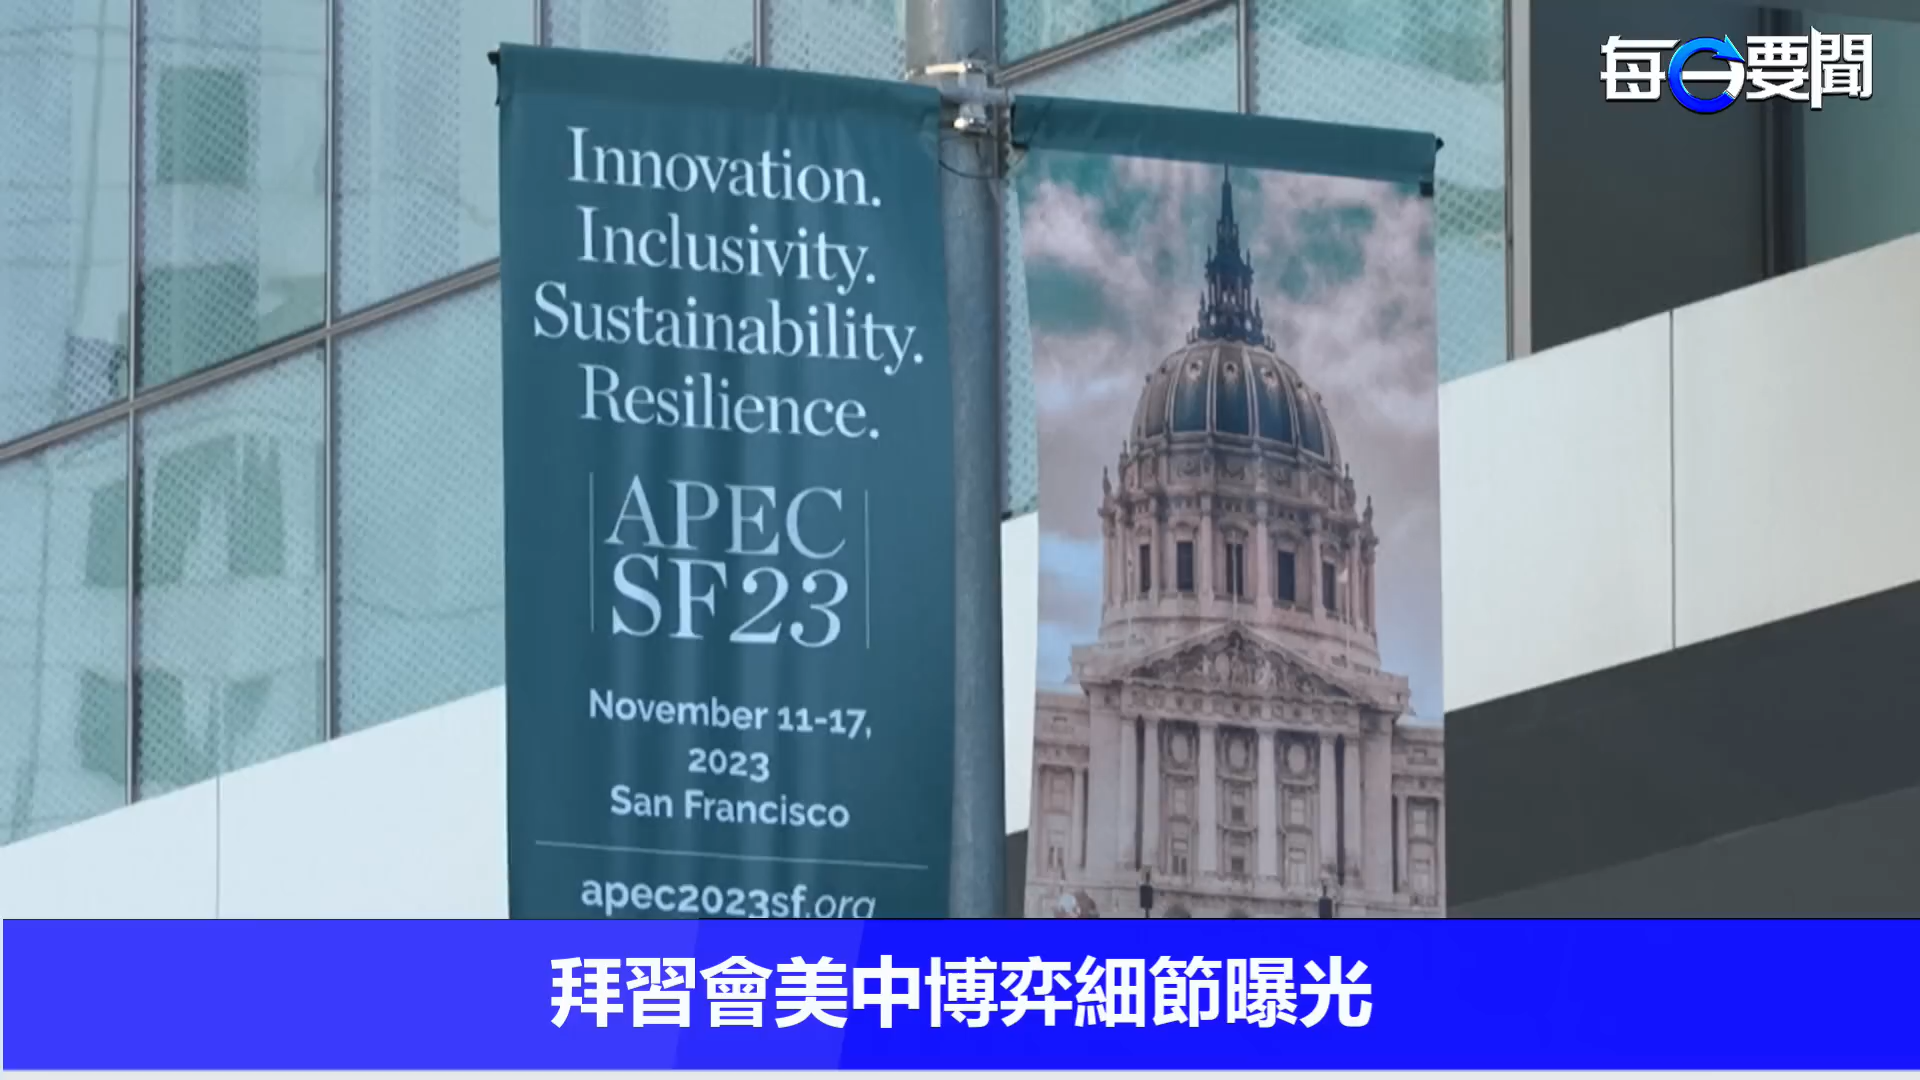 每日要聞
Innovation.
Inclusivity.
Sustainability.
Resilience.
APEC
SF23
November 11-17,
2023
San Francisco
apec2023sf.org
拜習會美中博弈細節曝光